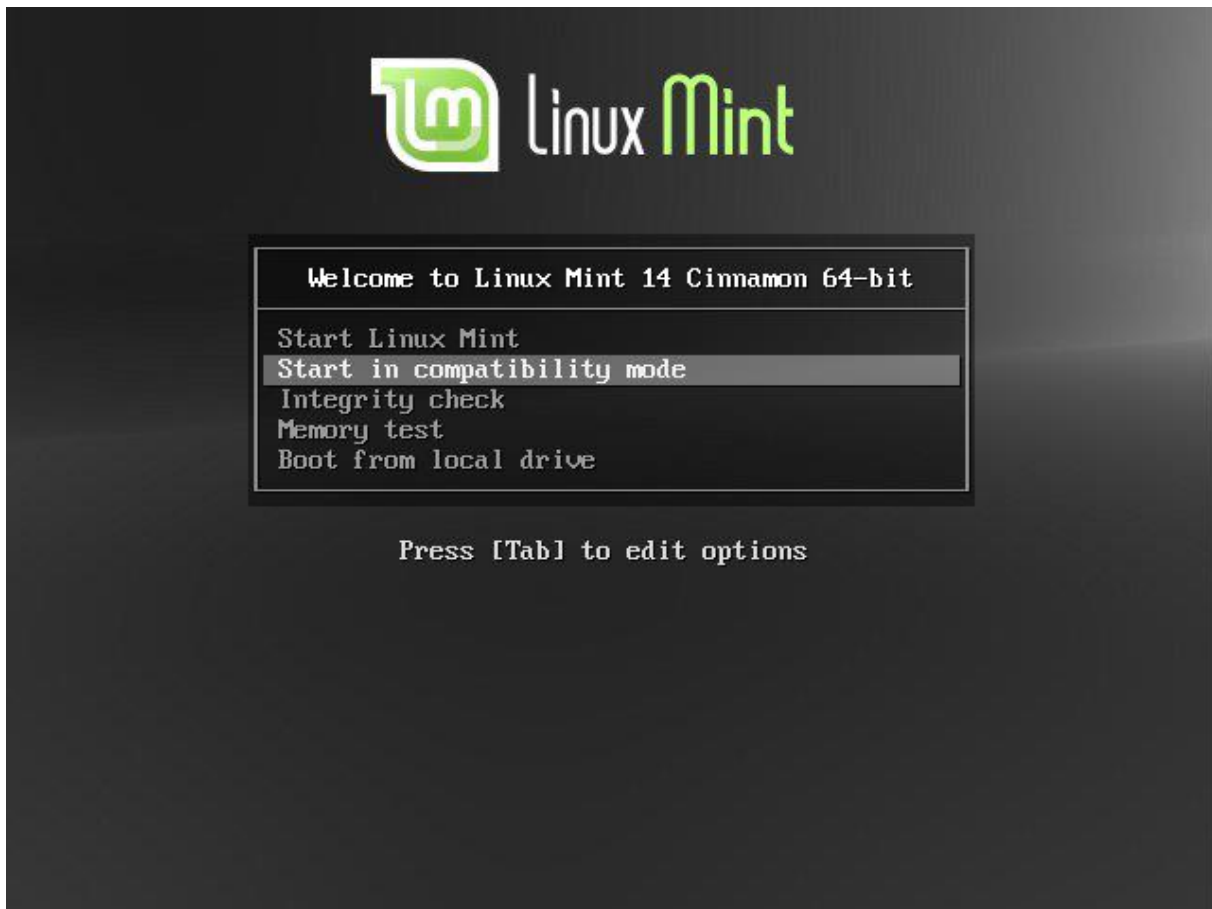 Linux Mint
Welcome to Linux Mint 14 Cinnamon 64-bit
Start Linux Mint
Start in compatibility mode
Integrity check
Memory test
Boot from local drive
Press [Tab] to edit options